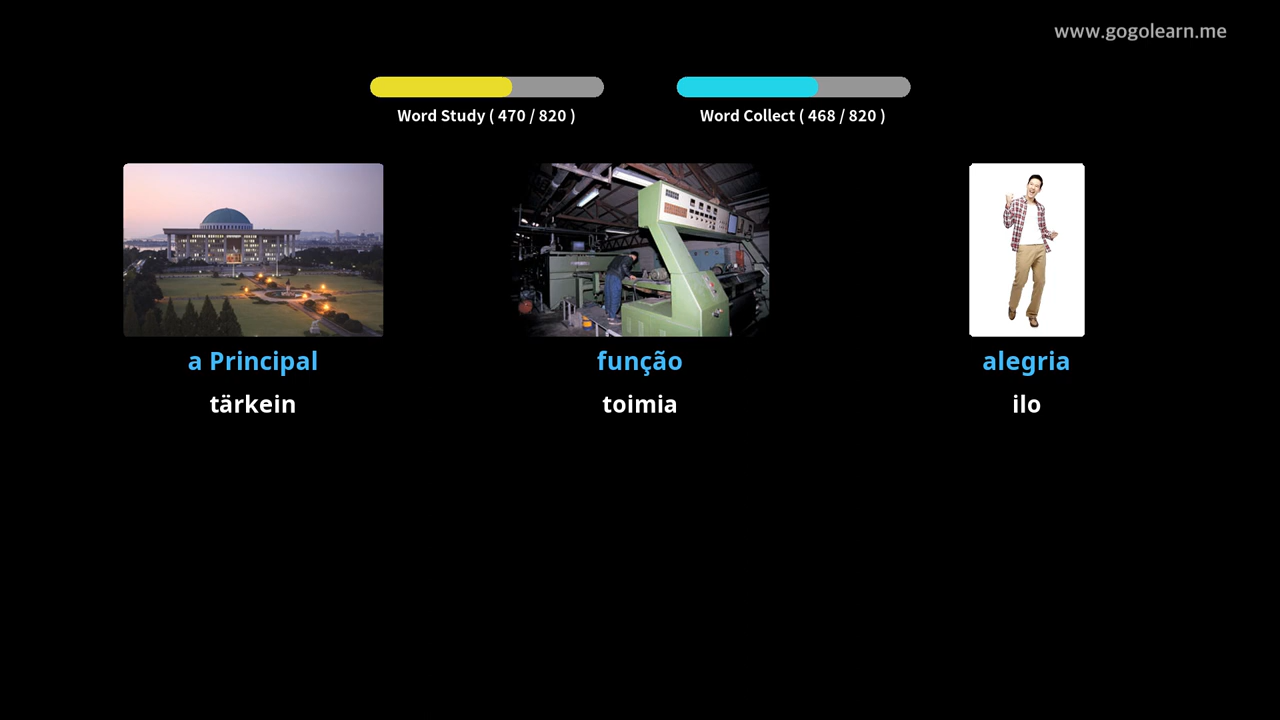 www.gogolearn.me
Word Study ( 470 / 820 )
Word Collect ( 468 / 820 )
a Principal
função
alegria
tärkein
toimia
ilo